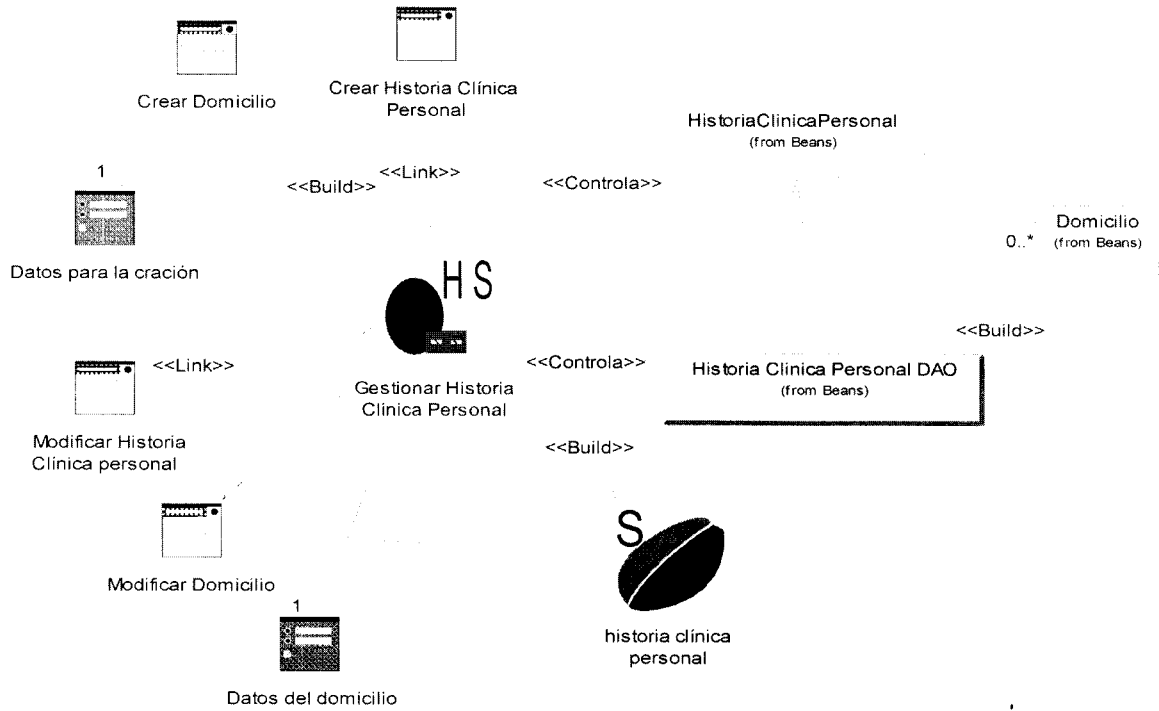 Crear Domicilio
Crear Historia Clínica
Personal
HistoriaClinicaPersonal
(from Beans)
1
<<Build>>
<<Link>>
<<Controla>>
Domicilio
0..*
(from Beans)
Datos para la cración
H S
<<Build>>
<<Link>>
<<Controla>>
Historia Clinica Personal DAO
(from Beans)
Gestionar Historia
Clínica Personal
Modificar Historia
Clínica personal
<<Build>>
S
Modificar Domicilio
1
historia clínica
personal
Datos del domicilio